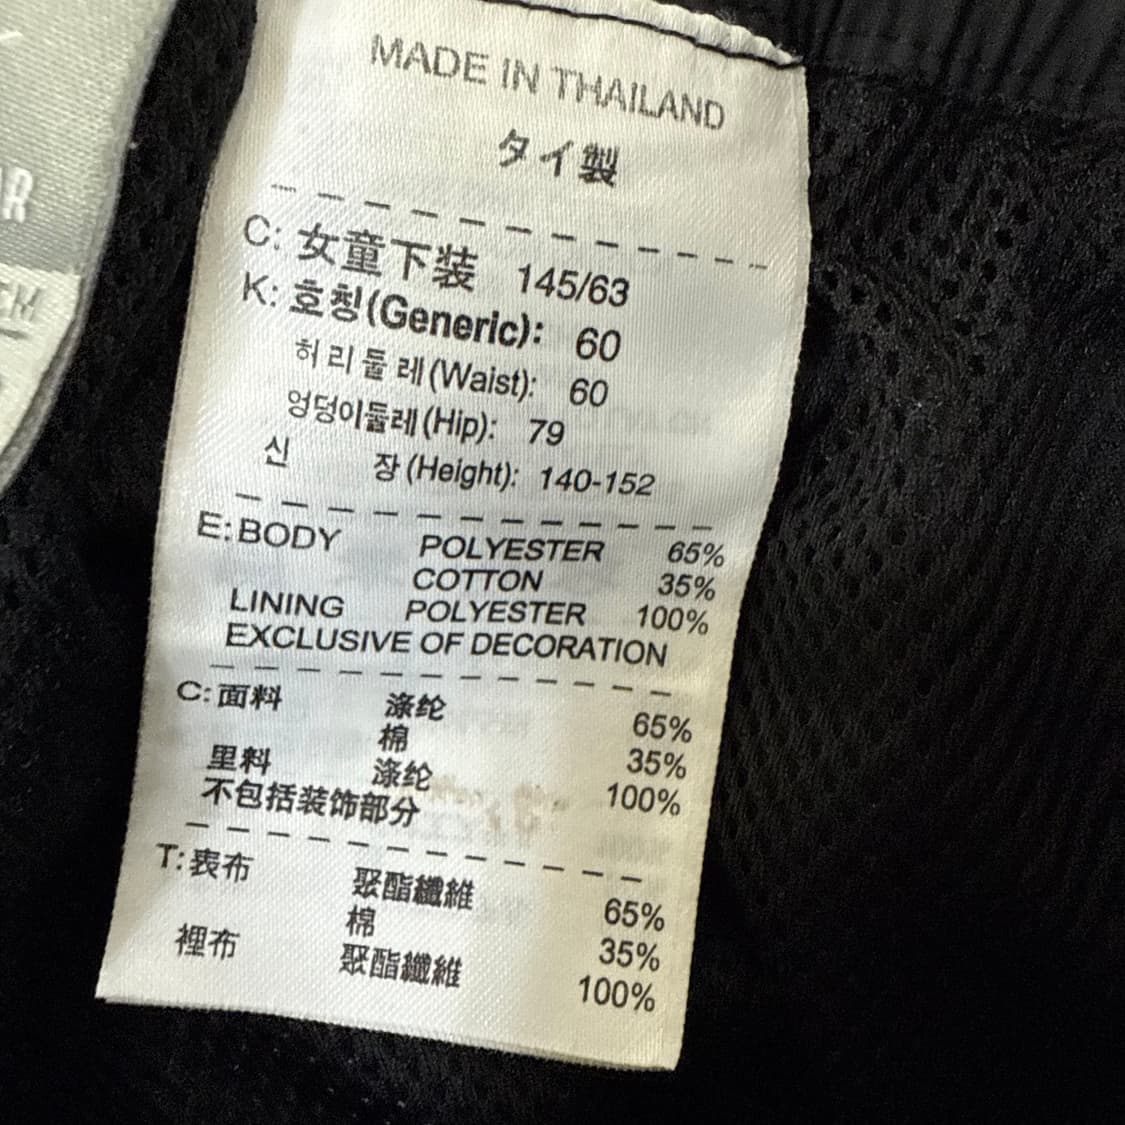 MADE IN THAILAND
タイ製
C: 女童下装 145/63
K: 호칭(Generic): 60
허리둘레(Waist): 60
엉덩이둘레(Hip): 79
신 장(Height): 140-152
E: BODY POLYESTER 65%
COTTON 35%
LINING POLYESTER 100%
EXCLUSIVE OF DECORATION
C: 面料 涤纶 65%
棉 35%
里料 涤纶 100%
不包括装饰部分
T: 表布 聚酯纖維 65%
棉 35%
裡布 聚酯纖維 100%